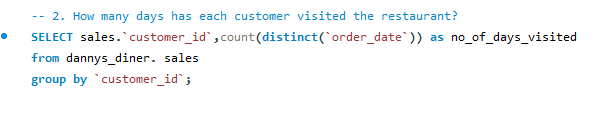 -- 2. How many days has each customer visited the restaurant?
SELECT sales.`customer_id`,count(distinct(`order_date`)) as no_of_days_visited
from dannys_diner. sales
group by `customer_id`;